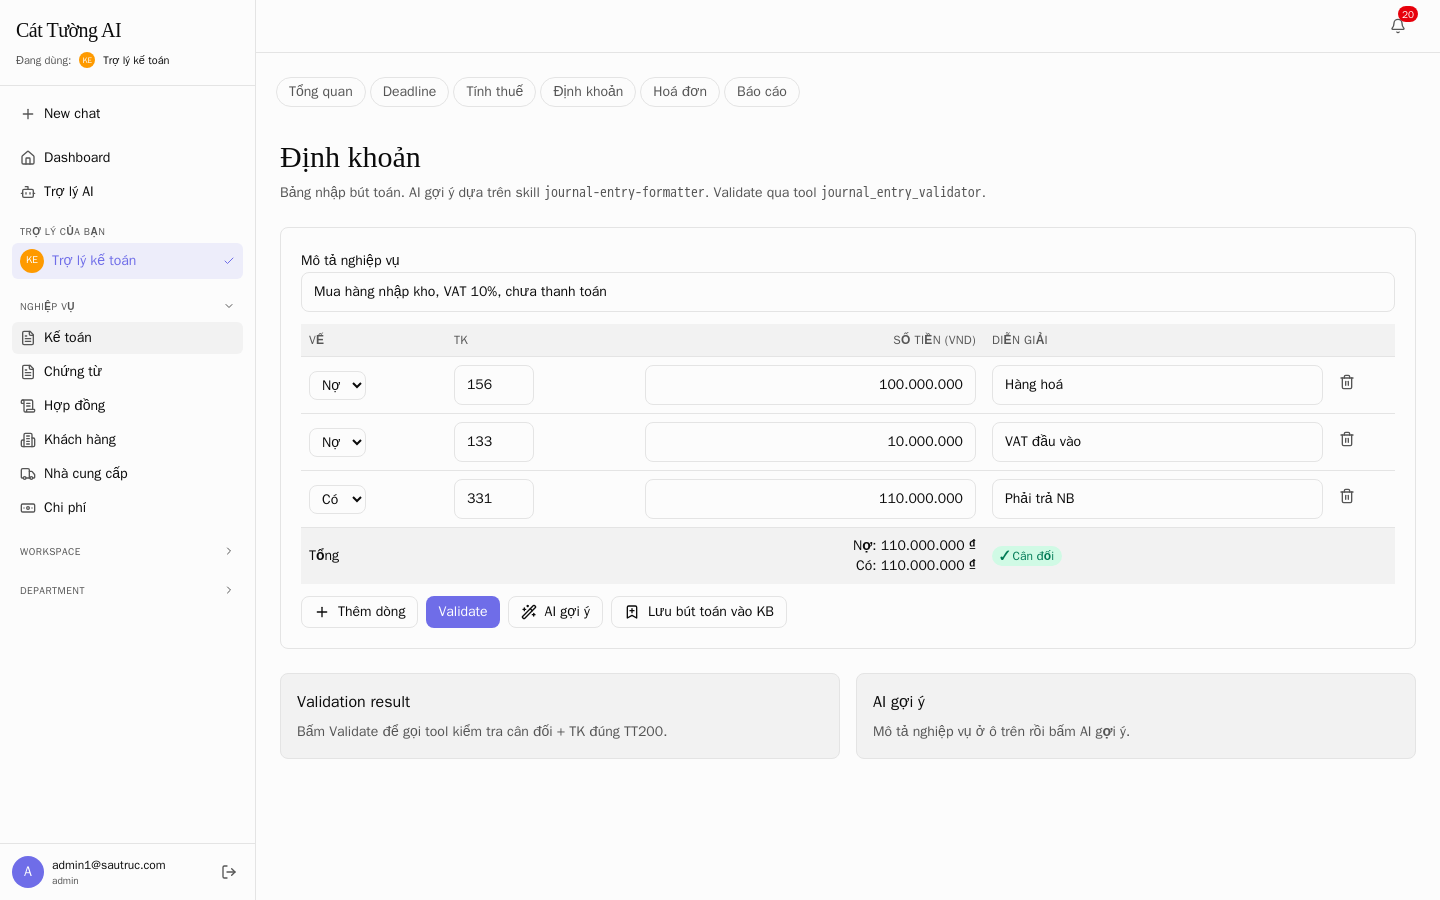 Cát Tường AI
Đang dùng: KE Trợ lý kế toán
New chat
Dashboard
Trợ lý AI
TRỢ LÝ CỦA BẠN
KE Trợ lý kế toán
NGHIỆP VỤ
Kế toán
Chứng từ
Hợp đồng
Khách hàng
Nhà cung cấp
Chi phí
WORKSPACE
DEPARTMENT
A admin1@sautruc.com
admin
20
Tổng quan Deadline Tính thuế Định khoản Hoá đơn Báo cáo
Định khoản
Bảng nhập bút toán. AI gợi ý dựa trên skill journal-entry-formatter. Validate qua tool journal_entry_validator.
Mô tả nghiệp vụ
Mua hàng nhập kho, VAT 10%, chưa thanh toán
VẾ TK SỐ TIỀN (VND) DIỄN GIẢI
Nợ 156 100.000.000 Hàng hoá
Nợ 133 10.000.000 VAT đầu vào
Có 331 110.000.000 Phải trả NB
Tổng Nợ: 110.000.000 ₫ ✓ Cân đối
Có: 110.000.000 ₫
Thêm dòng Validate AI gợi ý Lưu bút toán vào KB
Validation result
Bấm Validate để gọi tool kiểm tra cân đối + TK đúng TT200.
AI gợi ý
Mô tả nghiệp vụ ở ô trên rồi bấm AI gợi ý.